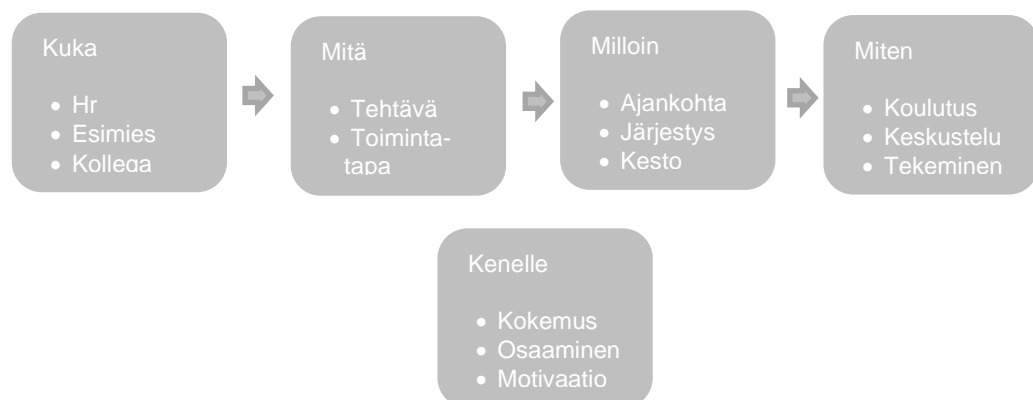 Kuka
• Hr
• Esimies
• Kollega
Mitä
• Tehtävä
• Toiminta-
tapa
Milloin
• Ajankohta
• Järjestys
• Kesto
Miten
• Koulutus
• Keskustelu
• Tekeminen
Kenelle
• Kokemus
• Osaaminen
• Motivaatio